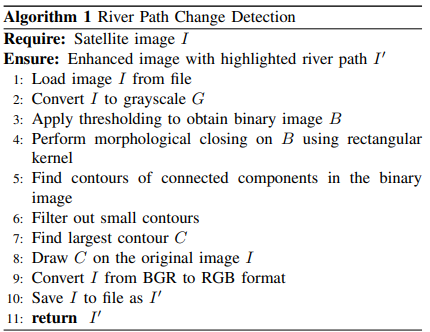 Algorithm 1 River Path Change Detection
Require: Satellite image I
Ensure: Enhanced image with highlighted river path I′
1: Load image I from file
2: Convert I to grayscale G
3: Apply thresholding to obtain binary image B
4: Perform morphological closing on B using rectangular
kernel
5: Find contours of connected components in the binary
image
6: Filter out small contours
7: Find largest contour C
8: Draw C on the original image I
9: Convert I from BGR to RGB format
10: Save I to file as I′
11: return I′